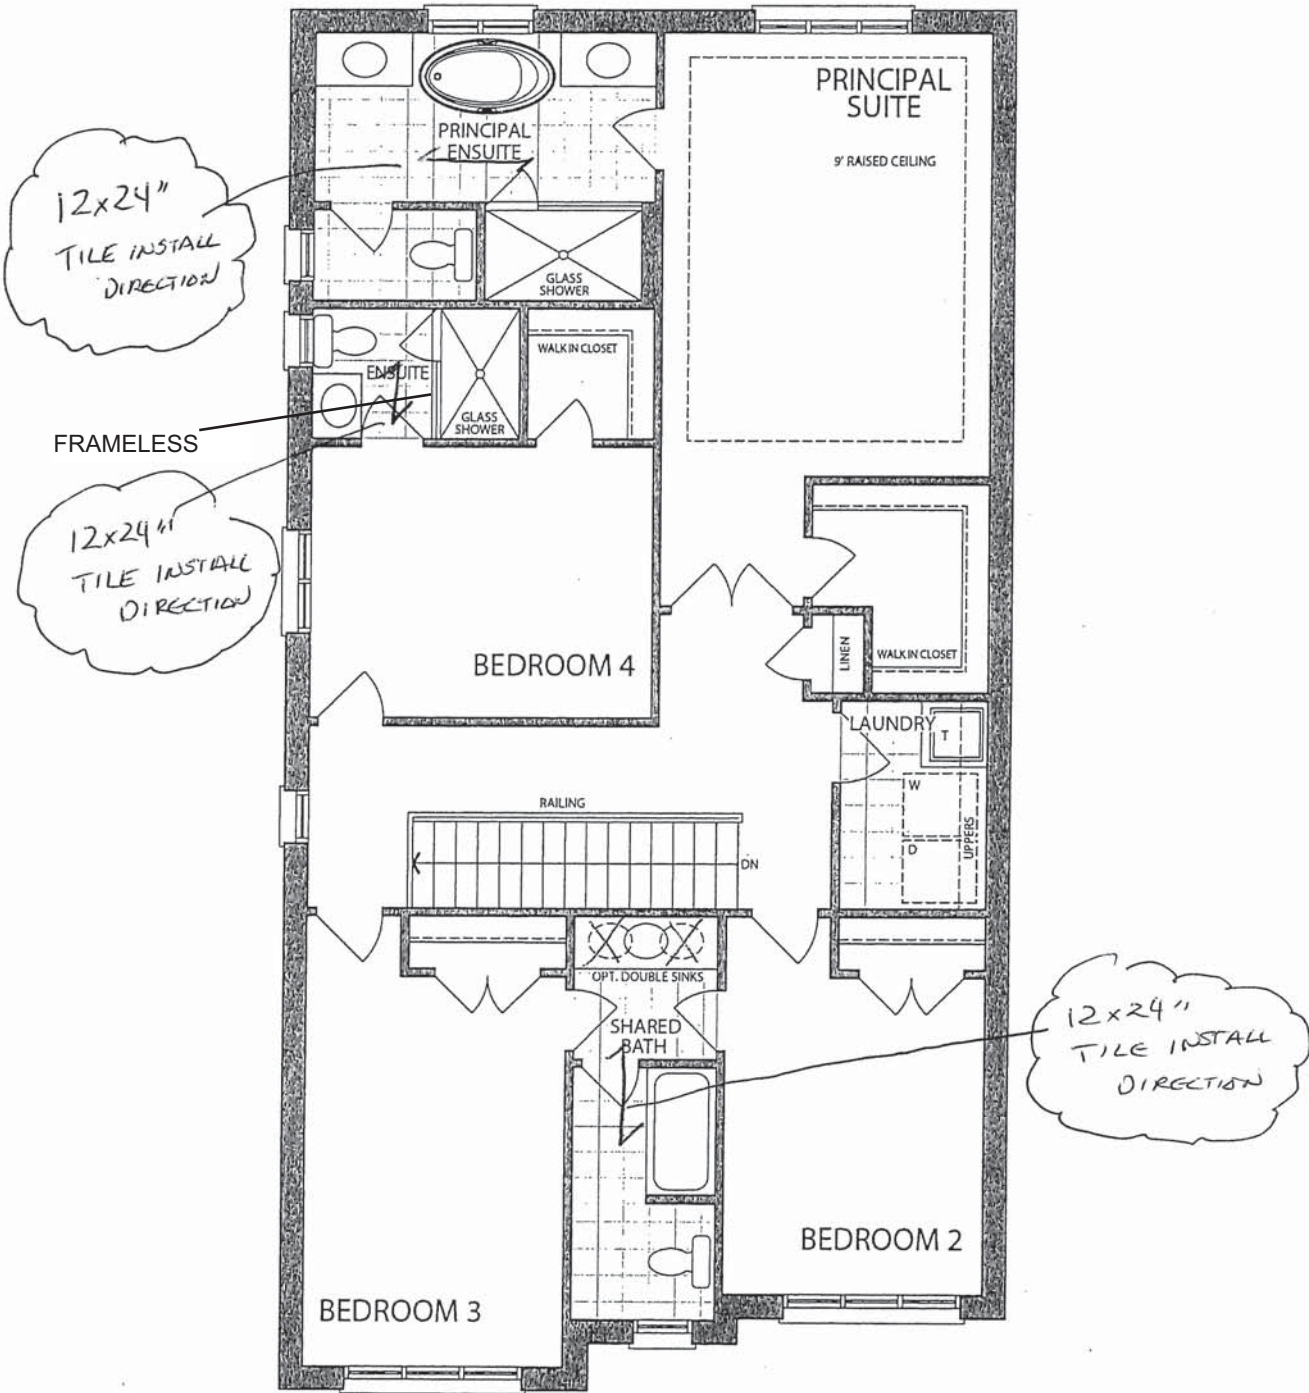 PRINCIPAL
SUITE
9' RAISED CEILING
PRINCIPAL
ENSUITE
12x24"
TILE INSTALL
DIRECTION
GLASS
SHOWER
WALK IN CLOSET
ENSUITE
GLASS
SHOWER
FRAMELESS
12x24"
TILE INSTALL
DIRECTION
BEDROOM 4
LINEN
WALK IN CLOSET
LAUNDRY
T
W
D
UPPERS
RAILING
DN
OPT. DOUBLE SINKS
SHARED
BATH
12x24"
TILE INSTALL
DIRECTION
BEDROOM 2
BEDROOM 3